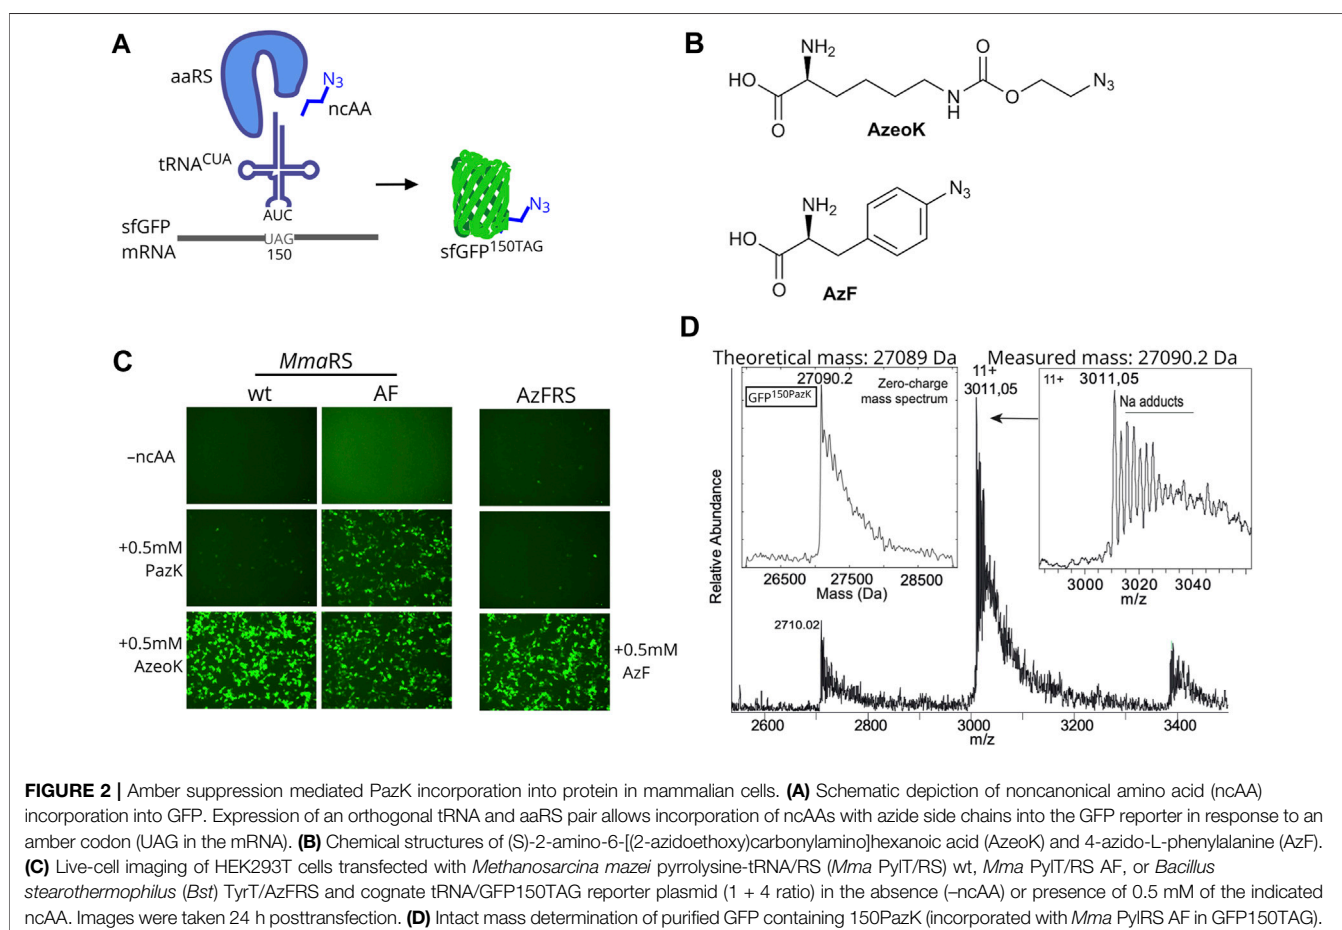 A
aaRS
N3
ncAA
tRNACUA
AUC
sfGFP
mRNA
UAG
150
N3
sfGFP150TAG
B
NH2
HO
O
N
H
O
O
N3
AzeoK
NH2
HO
O
N3
AzF
C
MmaRS
wt
AF
AzFRS
–ncAA
+0.5mM
PazK
+0.5mM
AzeoK
+0.5mM
AzF
D
Theoretical mass: 27089 Da
Measured mass: 27090.2 Da
27090.2
GFP150PazK
Zero-charge
mass spectrum
26500 27500 28500
Mass (Da)
11+
3011,05
11+ 3011,05
Na adducts
3000 3020 3040
m/z
Relative Abundance
2710.02
2600 2800 3000 3200 3400
m/z
FIGURE 2 | Amber suppression mediated PazK incorporation into protein in mammalian cells. (A) Schematic depiction of noncanonical amino acid (ncAA)
incorporation into GFP. Expression of an orthogonal tRNA and aaRS pair allows incorporation of ncAAs with azide side chains into the GFP reporter in response to an
amber codon (UAG in the mRNA). (B) Chemical structures of (S)-2-amino-6-[(2-azidoethoxy)carbonylamino]hexanoic acid (AzeoK) and 4-azido-L-phenylalanine (AzF).
(C) Live-cell imaging of HEK293T cells transfected with Methanosarcina mazei pyrrolysine-tRNA/RS (Mma PylT/RS) wt, Mma PylT/RS AF, or Bacillus
stearothermophilus (Bst) TyrT/AzFRS and cognate tRNA/GFP150TAG reporter plasmid (1 + 4 ratio) in the absence (–ncAA) or presence of 0.5 mM of the indicated
ncAA. Images were taken 24 h posttransfection. (D) Intact mass determination of purified GFP containing 150PazK (incorporated with Mma PylRS AF in GFP150TAG).